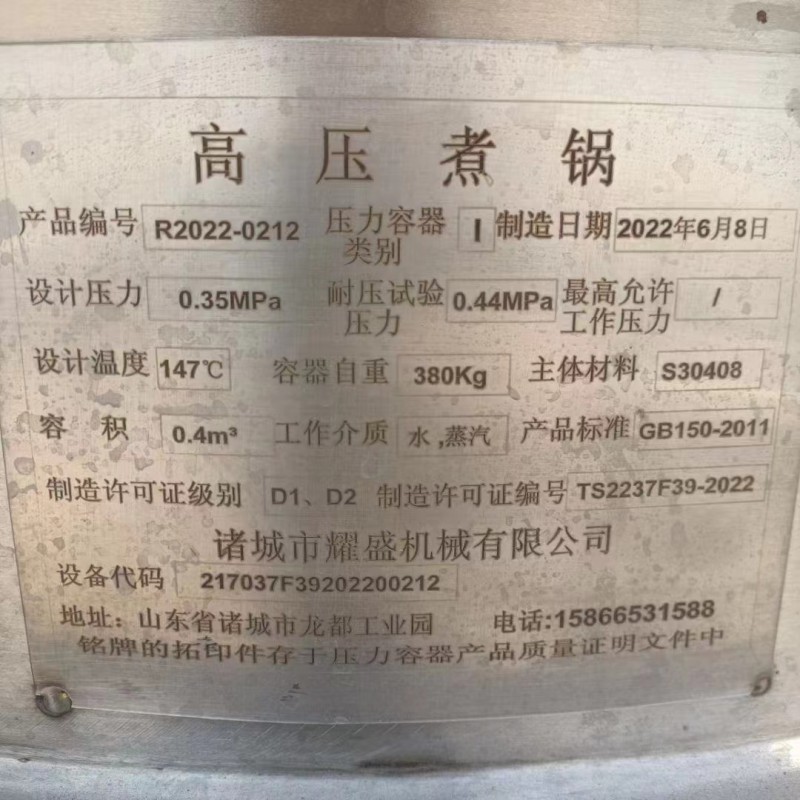 高压煮锅
产品编号 R2022-0212 压力容器类别 I 制造日期 2022年6月8日
设计压力 0.35MPa 耐压试验压力 0.44MPa 最高允许工作压力 /
设计温度 147℃ 容器自重 380Kg 主体材料 S30408
容积 0.4m³ 工作介质 水,蒸汽 产品标准 GB150-2011
制造许可证级别 D1、D2 制造许可证编号 TS2237F39-2022
诸城市耀盛机械有限公司
设备代码 217037F39202200212
地址：山东省诸城市龙都工业园 电话:15866531588
铭牌的拓印件存于压力容器产品质量证明文件中